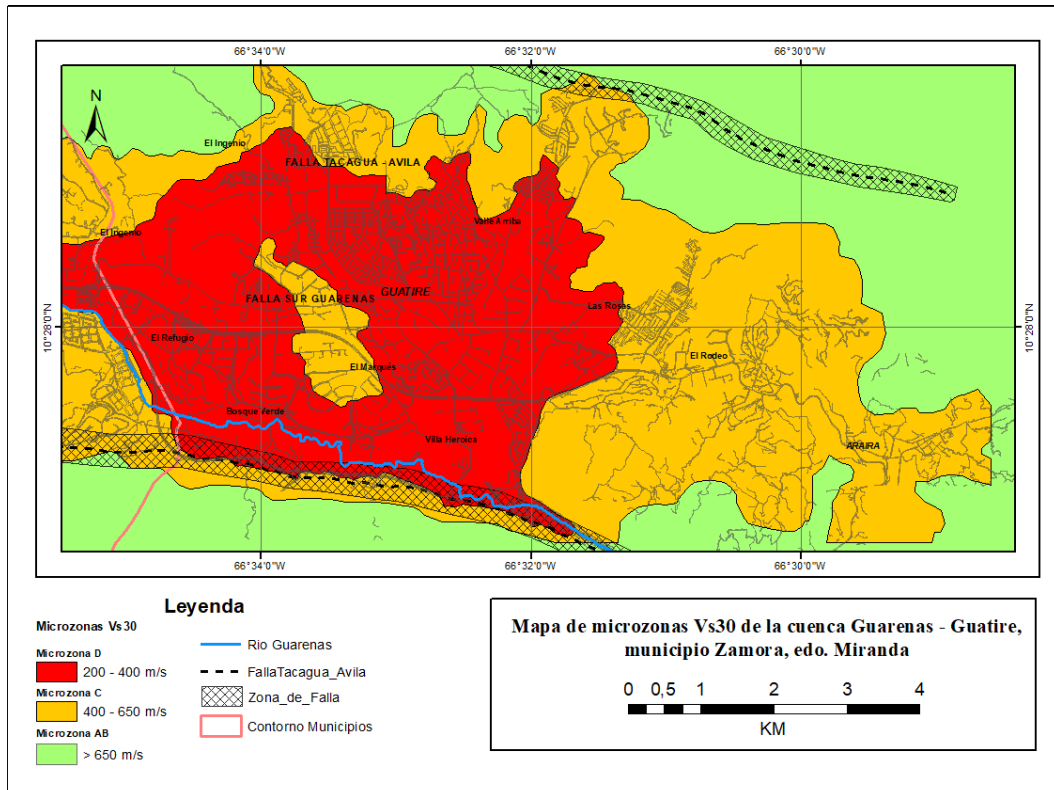 66°34'0"W
66°32'0"W
66°30'0"W
N
El Ingenio
FALLA TACAGUA - AVILA
Valle Arriba
El Ingenio
GUATIRE
FALLA SUR GUARENAS
Las Rosas
10°28'0"N
10°28'0"N
El Refugio
El Rodeo
El Marqués
Bosque Verde
Villa Heroica
ARAIRA
66°34'0"W
66°32'0"W
66°30'0"W
Leyenda
Microzonas Vs30
Microzona D
200 - 400 m/s
Microzona C
400 - 650 m/s
Microzona AB
> 650 m/s
Rio Guarenas
FallaTacagua_Avila
Zona_de_Falla
Contorno Municipios
Mapa de microzonas Vs30 de la cuenca Guarenas - Guatire,
municipio Zamora, edo. Miranda
0 0,5 1 2 3 4
KM